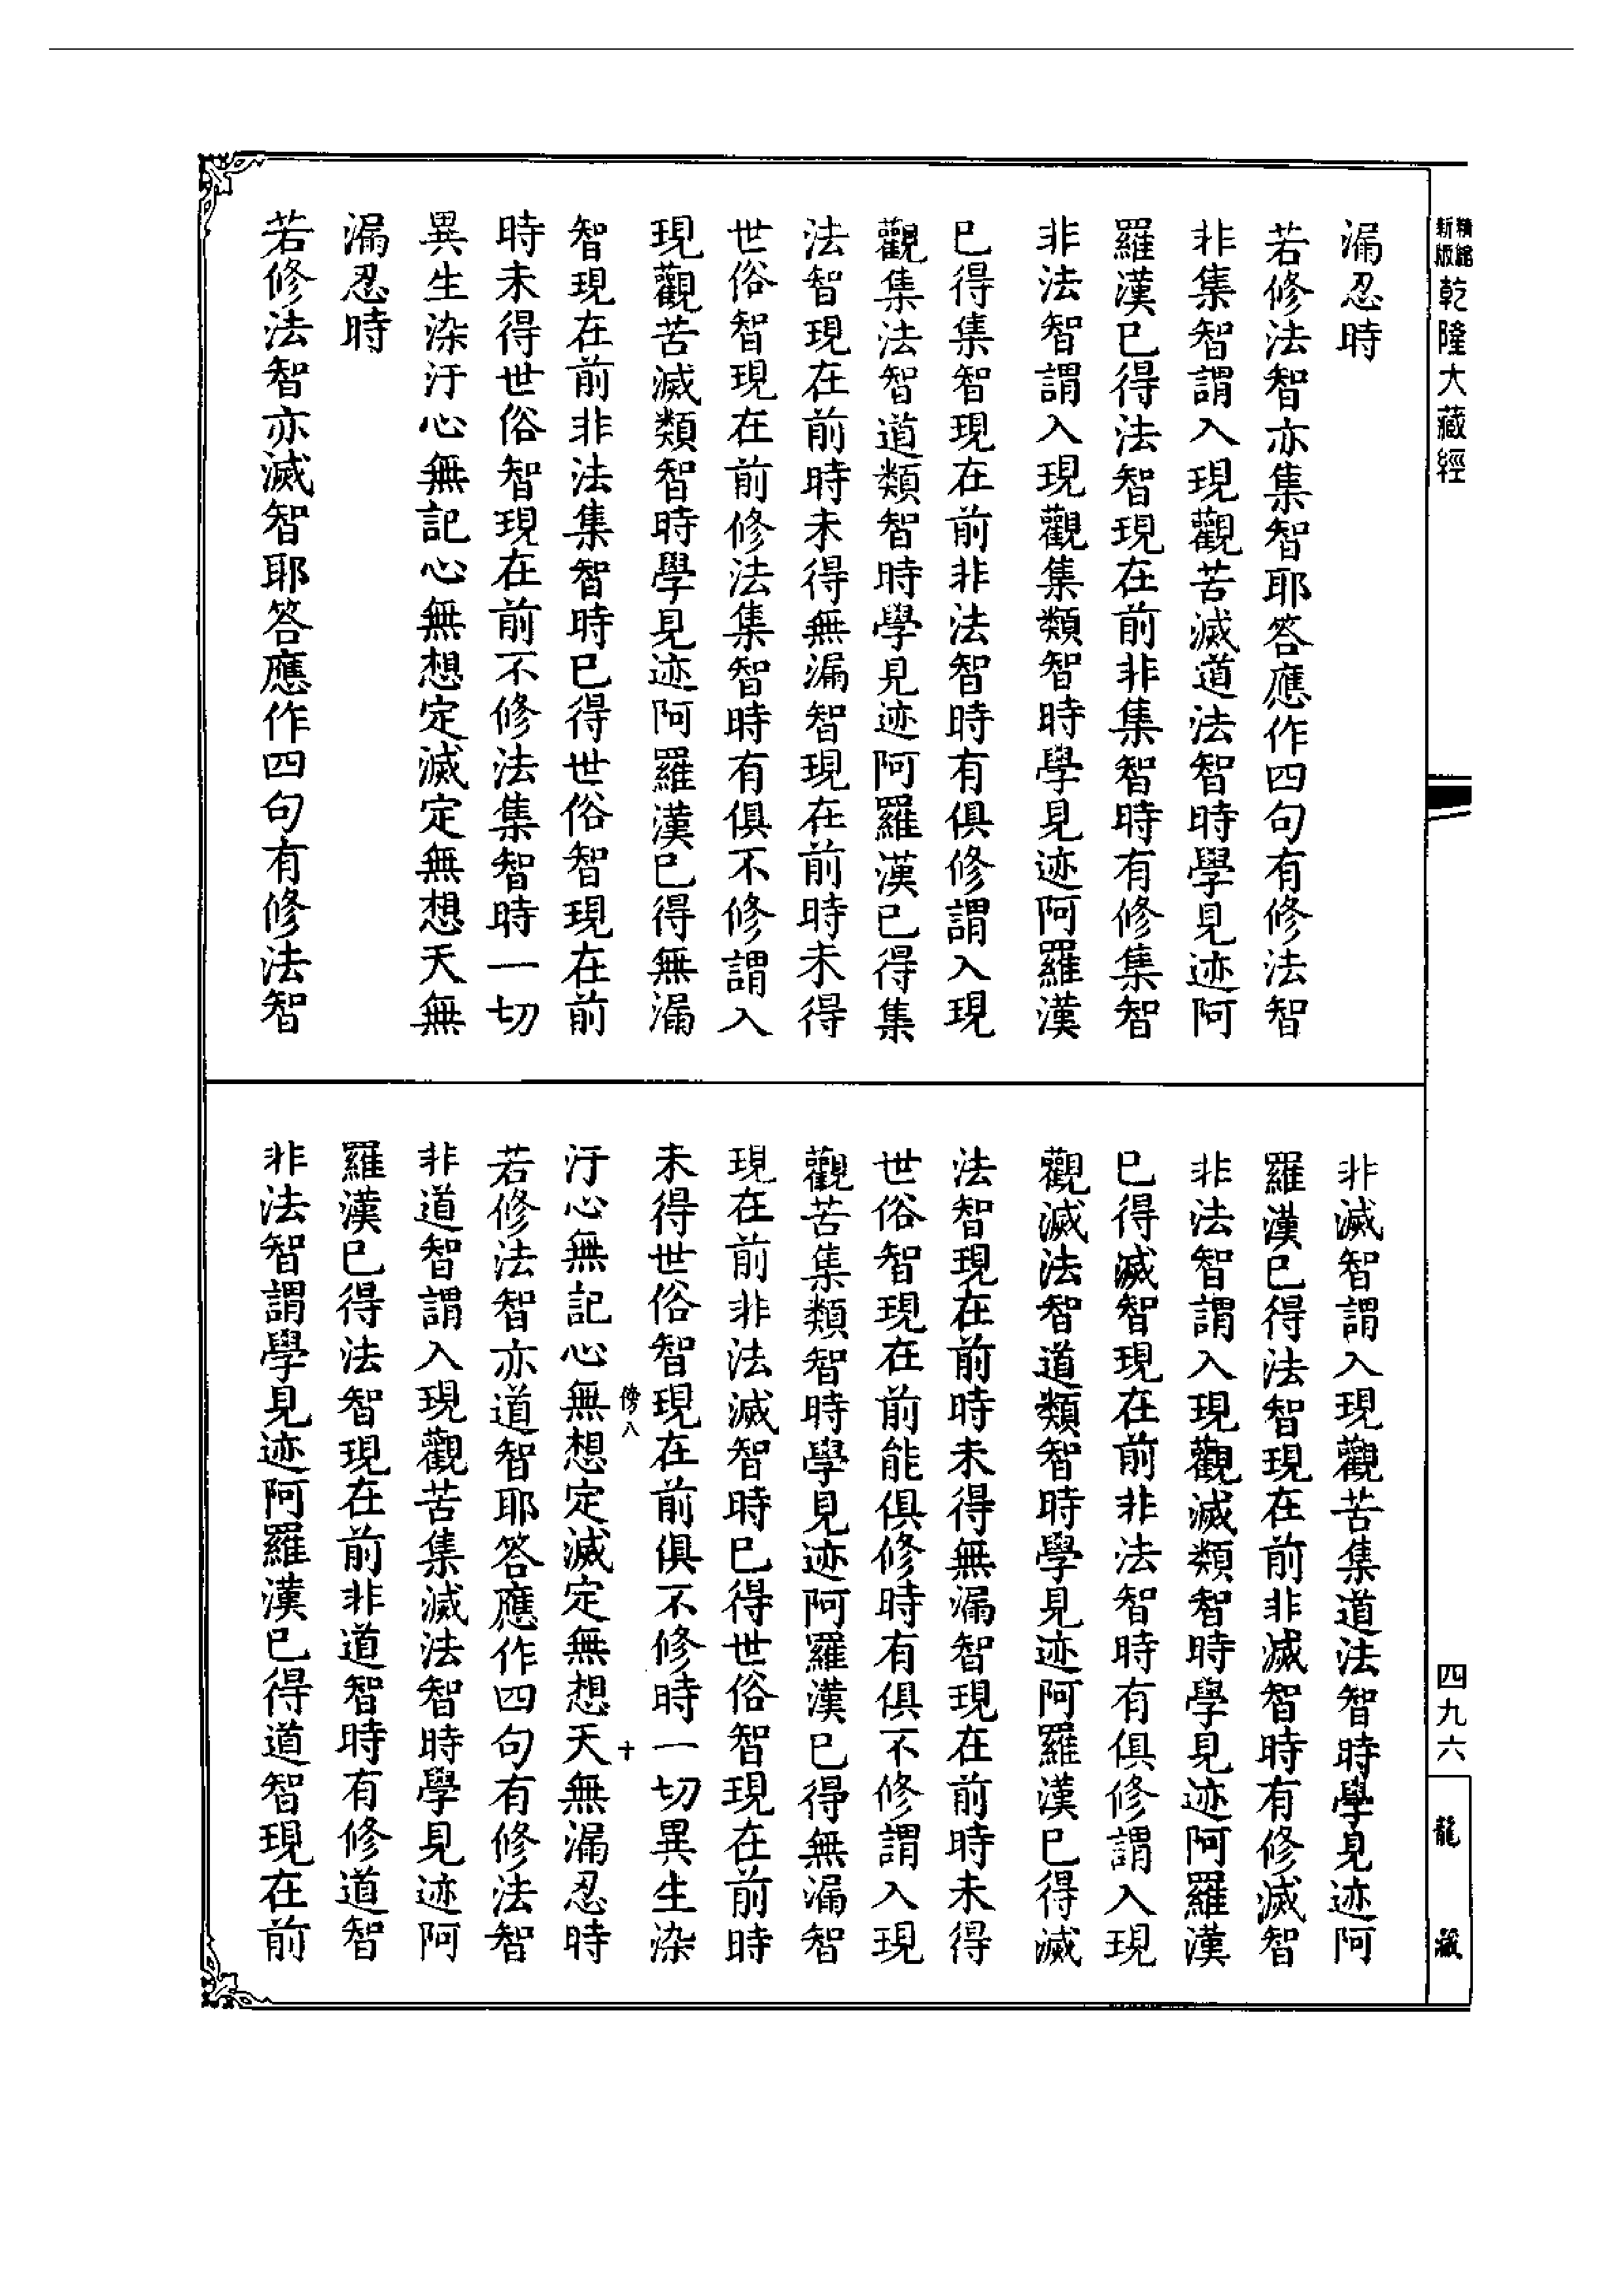 精縮新版乾隆大藏經
漏忍時
若修法智亦集智耶答應作四句有修法智
非集智謂入現觀苦滅道法智時學見迹阿
羅漢已得法智現在前非集智時有修集智
非法智謂入現觀集類智時學見迹阿羅漢
已得集智現在前非法智時有俱修謂入現
觀集法智道類智時學見迹阿羅漢已得集
法智現在前時未得無漏智現在前時未得
世俗智現在前修法集智時有俱不修謂入
現觀苦滅類智時學見迹阿羅漢已得無漏
智現在前非法集智時已得世俗智現在前
時未得世俗智現在前不修法集智時一切
異生染汙心無記心無想定滅定無想天無
漏忍時
若修法智亦滅智耶答應作四句有修法智
非滅智謂入現觀苦集道法智時學見迹阿
羅漢已得法智現在前非滅智時有修滅智
非法智謂入現觀滅類智時學見迹阿羅漢
已得滅智現在前非法智時有俱修謂入現
觀滅法智道類智時學見迹阿羅漢已得滅
法智現在前時未得無漏智現在前時未得
世俗智現在前能俱修時有俱不修謂入現
觀苦集類智時學見迹阿羅漢已得無漏智
現在前非法滅智時已得世俗智現在前時
未得世俗智現在前俱不修時一切異生染
傍八 十
汙心無記心無想定滅定無想天無漏忍時
若修法智亦道智耶答應作四句有修法智
非道智謂入現觀苦集滅法智時學見迹阿
羅漢已得法智現在前非道智時有修道智
非法智謂學見迹阿羅漢已得道智現在前
四九六
龍藏